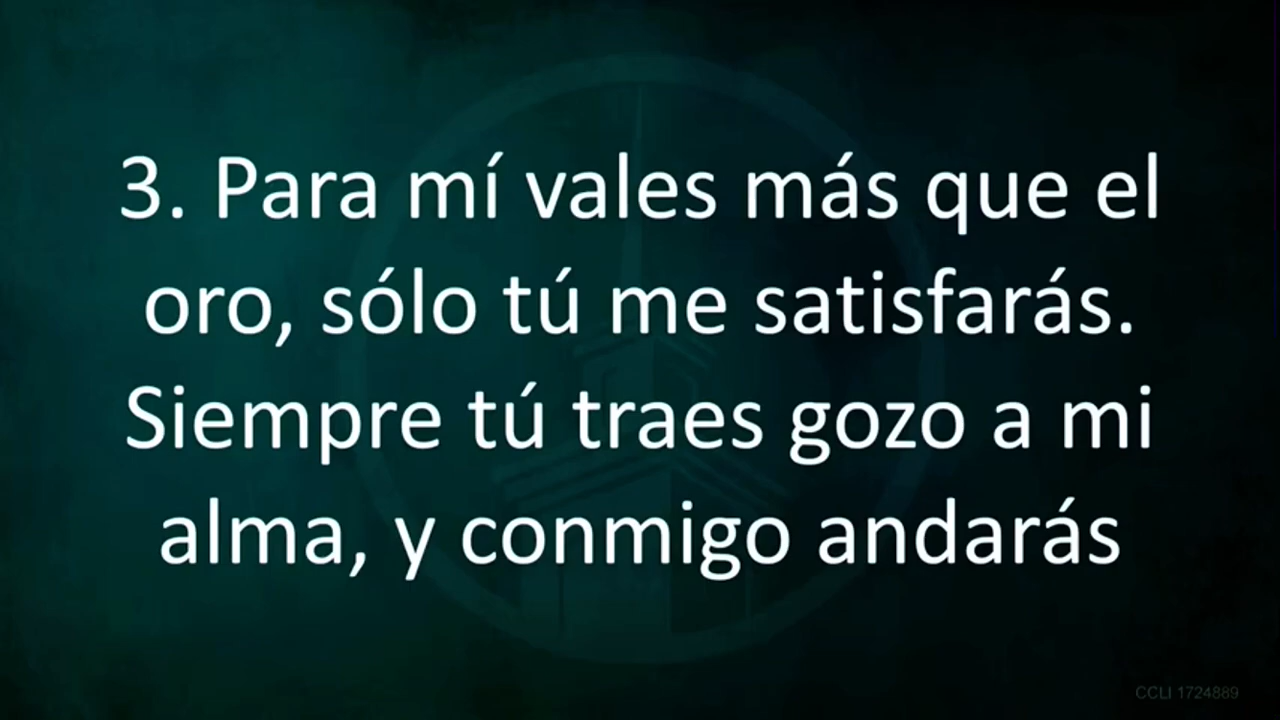 3. Para mí vales más que el
oro, sólo tú me satisfarás.
Siempre tú traes gozo a mi
alma, y conmigo andarás
CCLI 1724889